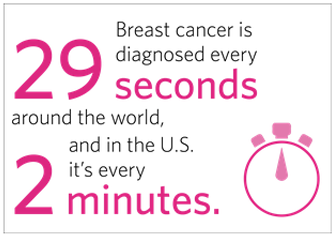 Breast cancer is
diagnosed every
29 seconds
around the world,
and in the U.S.
it's every
2 minutes.